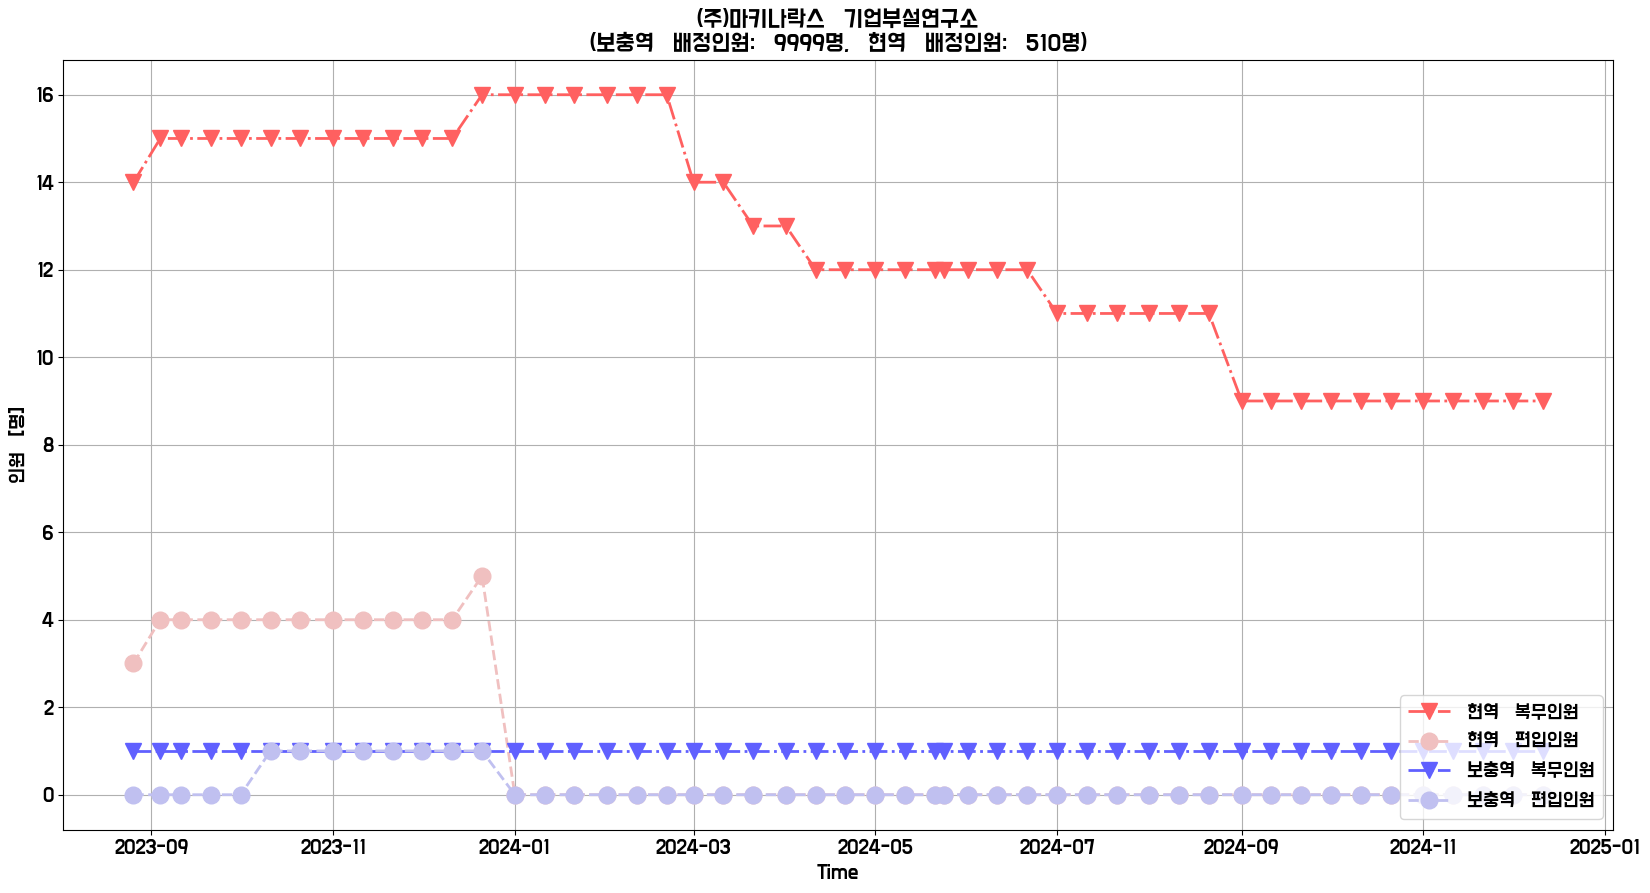 (주)마키나락스 기업부설연구소
(보충역 배정인원: 9999명, 현역 배정인원: 510명)
인원 [명]
16
14
12
10
8
6
4
2
0
현역 복무인원
현역 편입인원
보충역 복무인원
보충역 편입인원
2023-09
2023-11
2024-01
2024-03
2024-05
2024-07
2024-09
2024-11
2025-01
Time